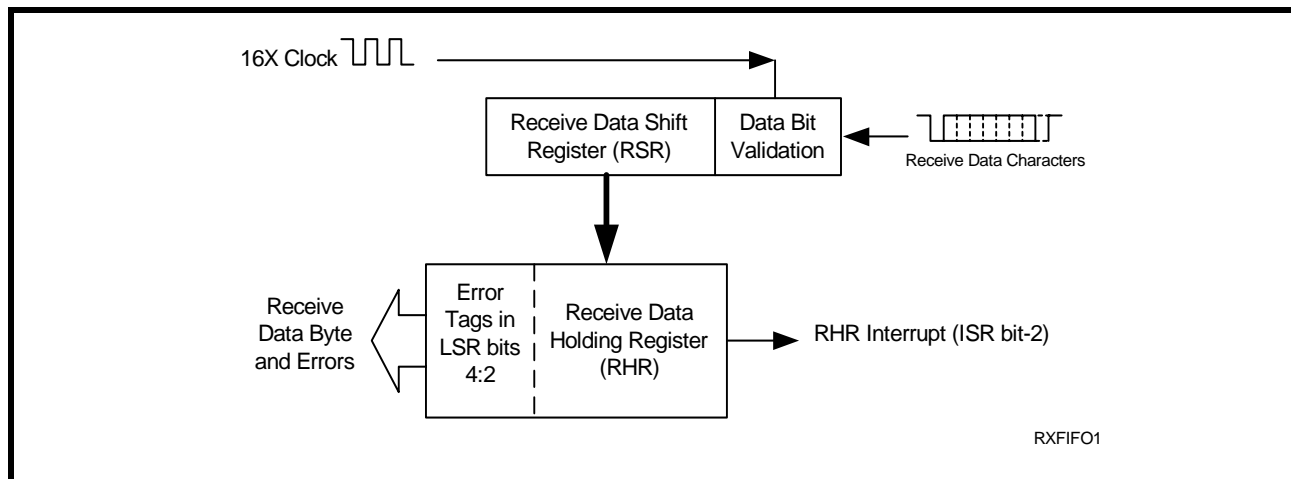 16X Clock
Receive Data Shift
Register (RSR)
Data Bit
Validation
Receive Data Characters
Receive
Data Byte
and Errors
Error
Tags in
LSR bits
4:2
Receive Data
Holding Register
(RHR)
RHR Interrupt (ISR bit-2)
RXFIFO1